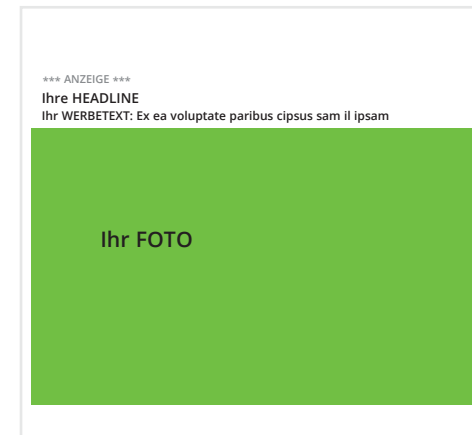 *** ANZEIGE ***
Ihre HEADLINE
Ihr WERBETEXT: Ex ea voluptate paribus cipsus sam il ipsam
Ihr FOTO